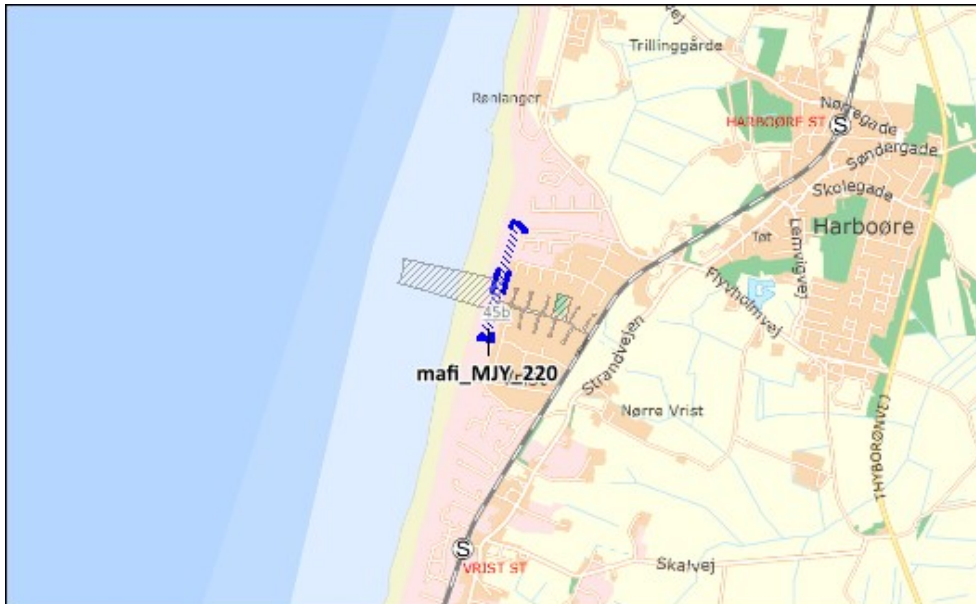 Trillinggårde
Rønlanger
Nørregade
HARBOØRE ST
S
Søndergade
Skolegade
Tøt
Lemvigvej
Harboøre
Flyvholmvej
45b
mafi_MJY_220
Strandvejen
Nørre Vrist
THYBORØNVEJ
S
VRIST ST
Skalvej